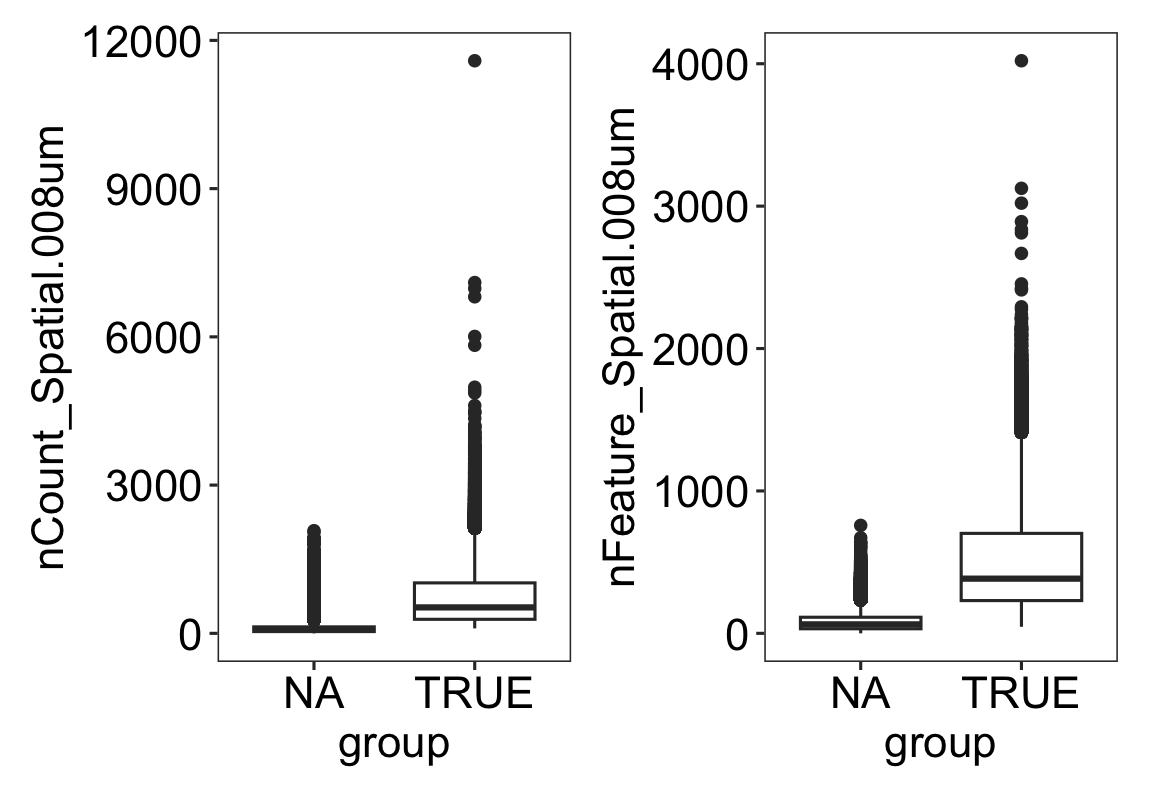 nCount_Spatial.008um
12000
9000
6000
3000
0
NA
TRUE
group
nFeature_Spatial.008um
4000
3000
2000
1000
0
NA
TRUE
group